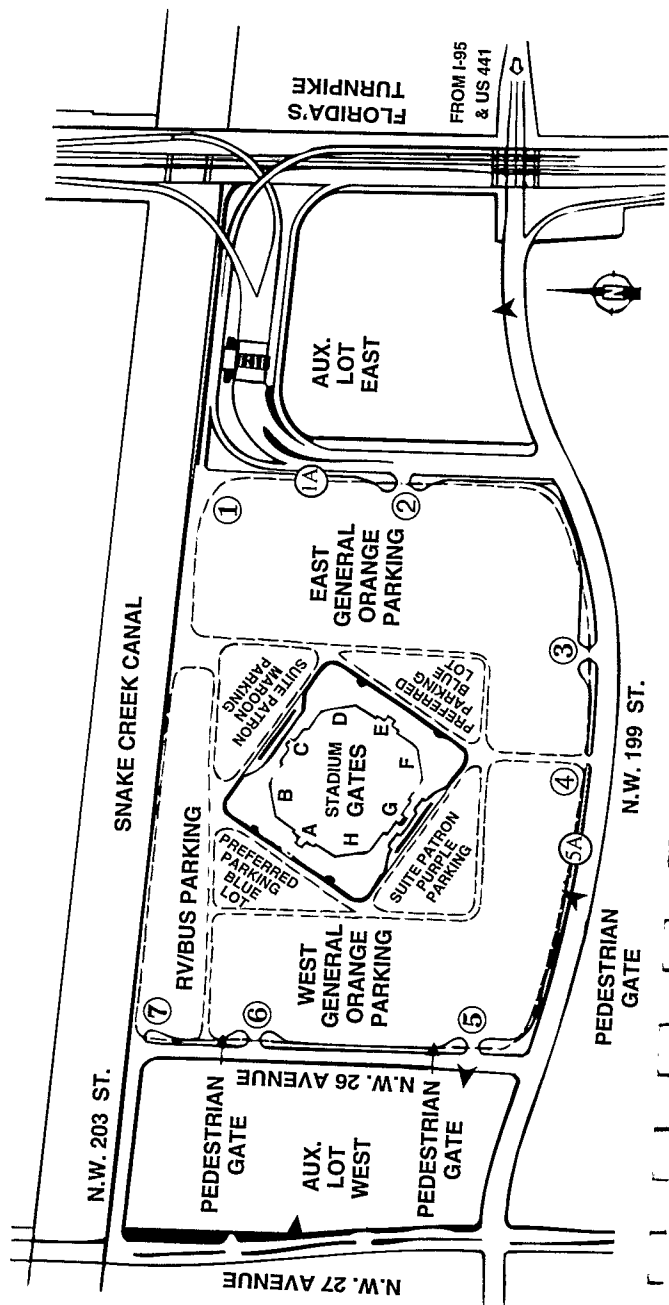 SNAKE CREEK CANAL
N.W. 203 ST.
FLORIDA'S
TURNPIKE
FROM I-95
& US 441
N
AUX.
LOT
EAST
1
1A
2
EAST
GENERAL
ORANGE
PARKING
RV/BUS PARKING
SUITE PATRON
MAROON
PARKING
PREFERRED
PARKING
BLUE
LOT
STADIUM
GATES
A
B
C
D
E
F
G
H
PREFERRED
PARKING
BLUE
LOT
SUITE PATRON
PURPLE
PARKING
WEST
GENERAL
ORANGE
PARKING
7
6
5
5A
4
3
N.W. 199 ST.
PEDESTRIAN
GATE
N.W. 26 AVENUE
PEDESTRIAN
GATE
AUX.
LOT
WEST
PEDESTRIAN
GATE
N.W. 27 AVENUE